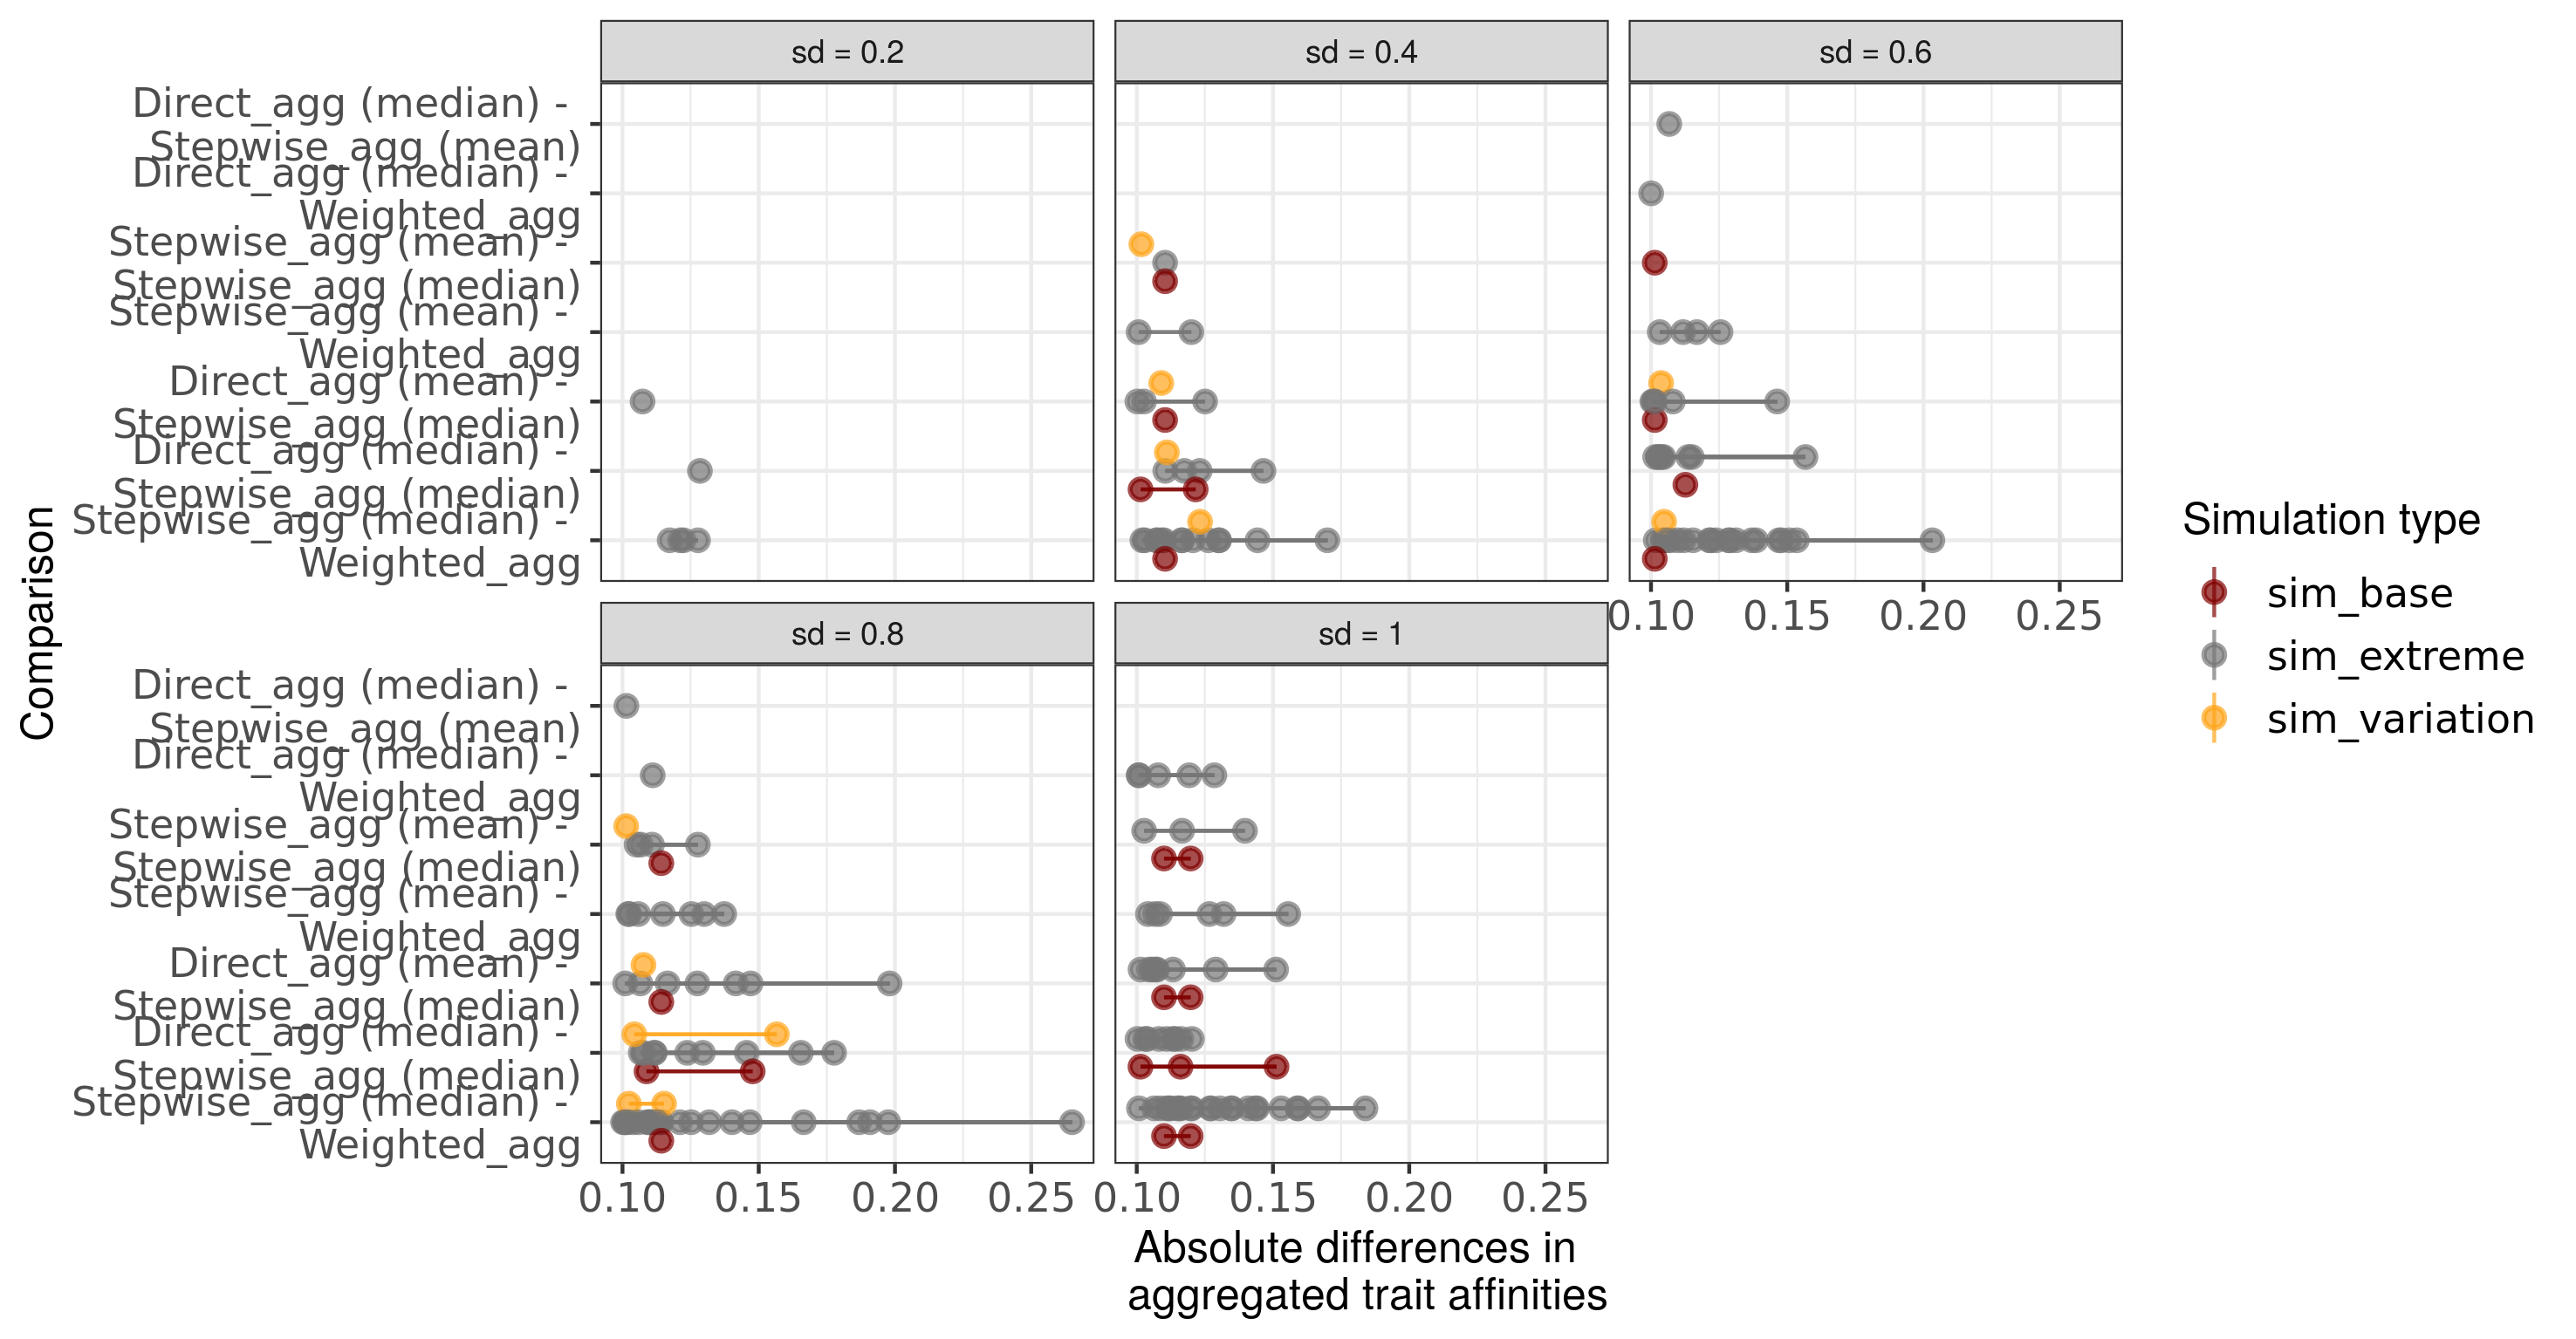 sd = 0.2
sd = 0.4
sd = 0.6
Direct_agg (median) -
Stepwise_agg (mean)
Direct_agg (median) -
Weighted_agg
Stepwise_agg (mean) -
Stepwise_agg (median)
Stepwise_agg (mean) -
Weighted_agg
Direct_agg (mean) -
Stepwise_agg (median)
Direct_agg (median) -
Stepwise_agg (median)
Stepwise_agg (median) -
Weighted_agg
0.10 0.15 0.20 0.25
sd = 0.8
sd = 1
Direct_agg (median) -
Stepwise_agg (mean)
Direct_agg (median) -
Weighted_agg
Stepwise_agg (mean) -
Stepwise_agg (median)
Stepwise_agg (mean) -
Weighted_agg
Direct_agg (mean) -
Stepwise_agg (median)
Direct_agg (median) -
Stepwise_agg (median)
Stepwise_agg (median) -
Weighted_agg
0.10 0.15 0.20 0.25
0.10 0.15 0.20 0.25
Comparison
Absolute differences in
aggregated trait affinities
Simulation type
sim_base
sim_extreme
sim_variation